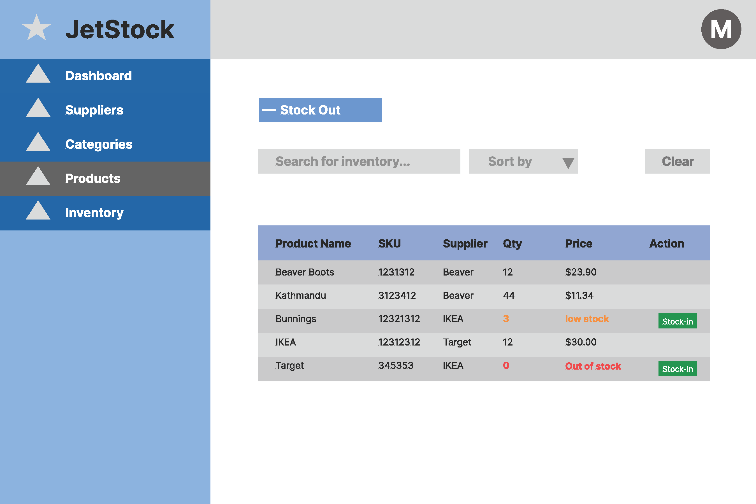 JetStock
M
Dashboard
Suppliers
Categories
Products
Inventory
— Stock Out
Search for inventory...
Sort by
Clear
Product Name SKU Supplier Qty Price Action
Beaver Boots 1231312 Beaver 12 $23.90
Kathmandu 3123412 Beaver 44 $11.34
Bunnings 12321312 IKEA 3 low stock Stock-in
IKEA 12312312 Target 12 $30.00
Target 345353 IKEA 0 Out of stock Stock-in